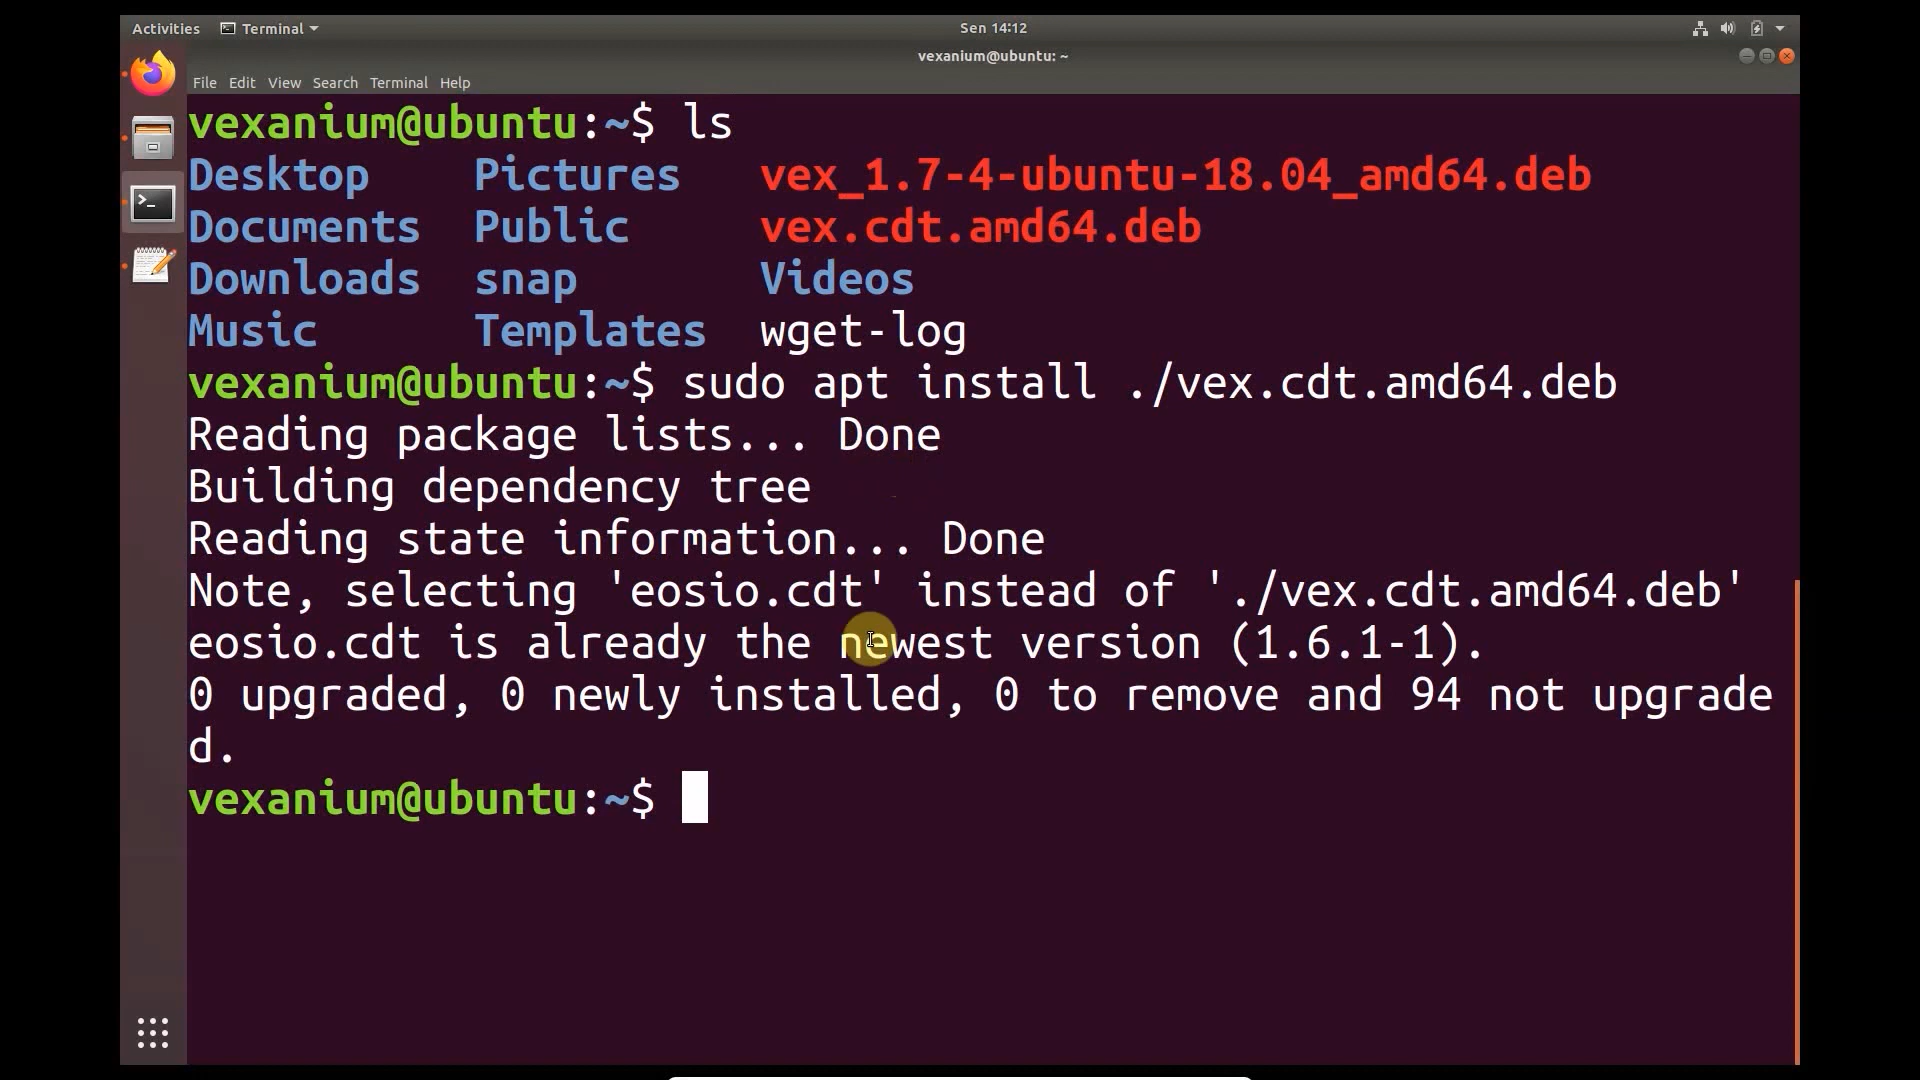 Activities Terminal Sen 14:12
vexanium@ubuntu: ~
File Edit View Search Terminal Help
vexanium@ubuntu:~$ ls
Desktop Pictures vex_1.7-4-ubuntu-18.04_amd64.deb
Documents Public vex.cdt.amd64.deb
Downloads snap Videos
Music Templates wget-log
vexanium@ubuntu:~$ sudo apt install ./vex.cdt.amd64.deb
Reading package lists... Done
Building dependency tree
Reading state information... Done
Note, selecting 'eosio.cdt' instead of './vex.cdt.amd64.deb'
eosio.cdt is already the newest version (1.6.1-1).
0 upgraded, 0 newly installed, 0 to remove and 94 not upgrade
d.
vexanium@ubuntu:~$